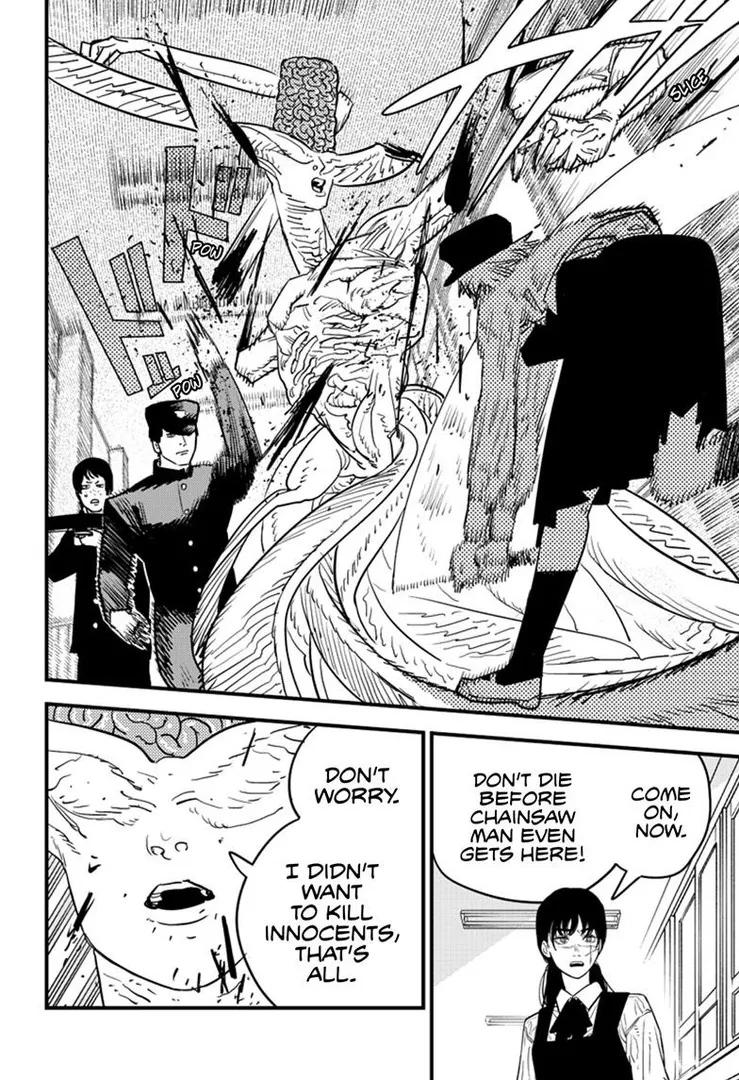 SLICE
POW
POW
COME
ON,
NOW.
DON'T DIE
BEFORE
CHAINSAW
MAN EVEN
GETS HERE!
DON'T
WORRY.
I DIDN'T
WANT
TO KILL
INNOCENTS,
THAT'S
ALL.